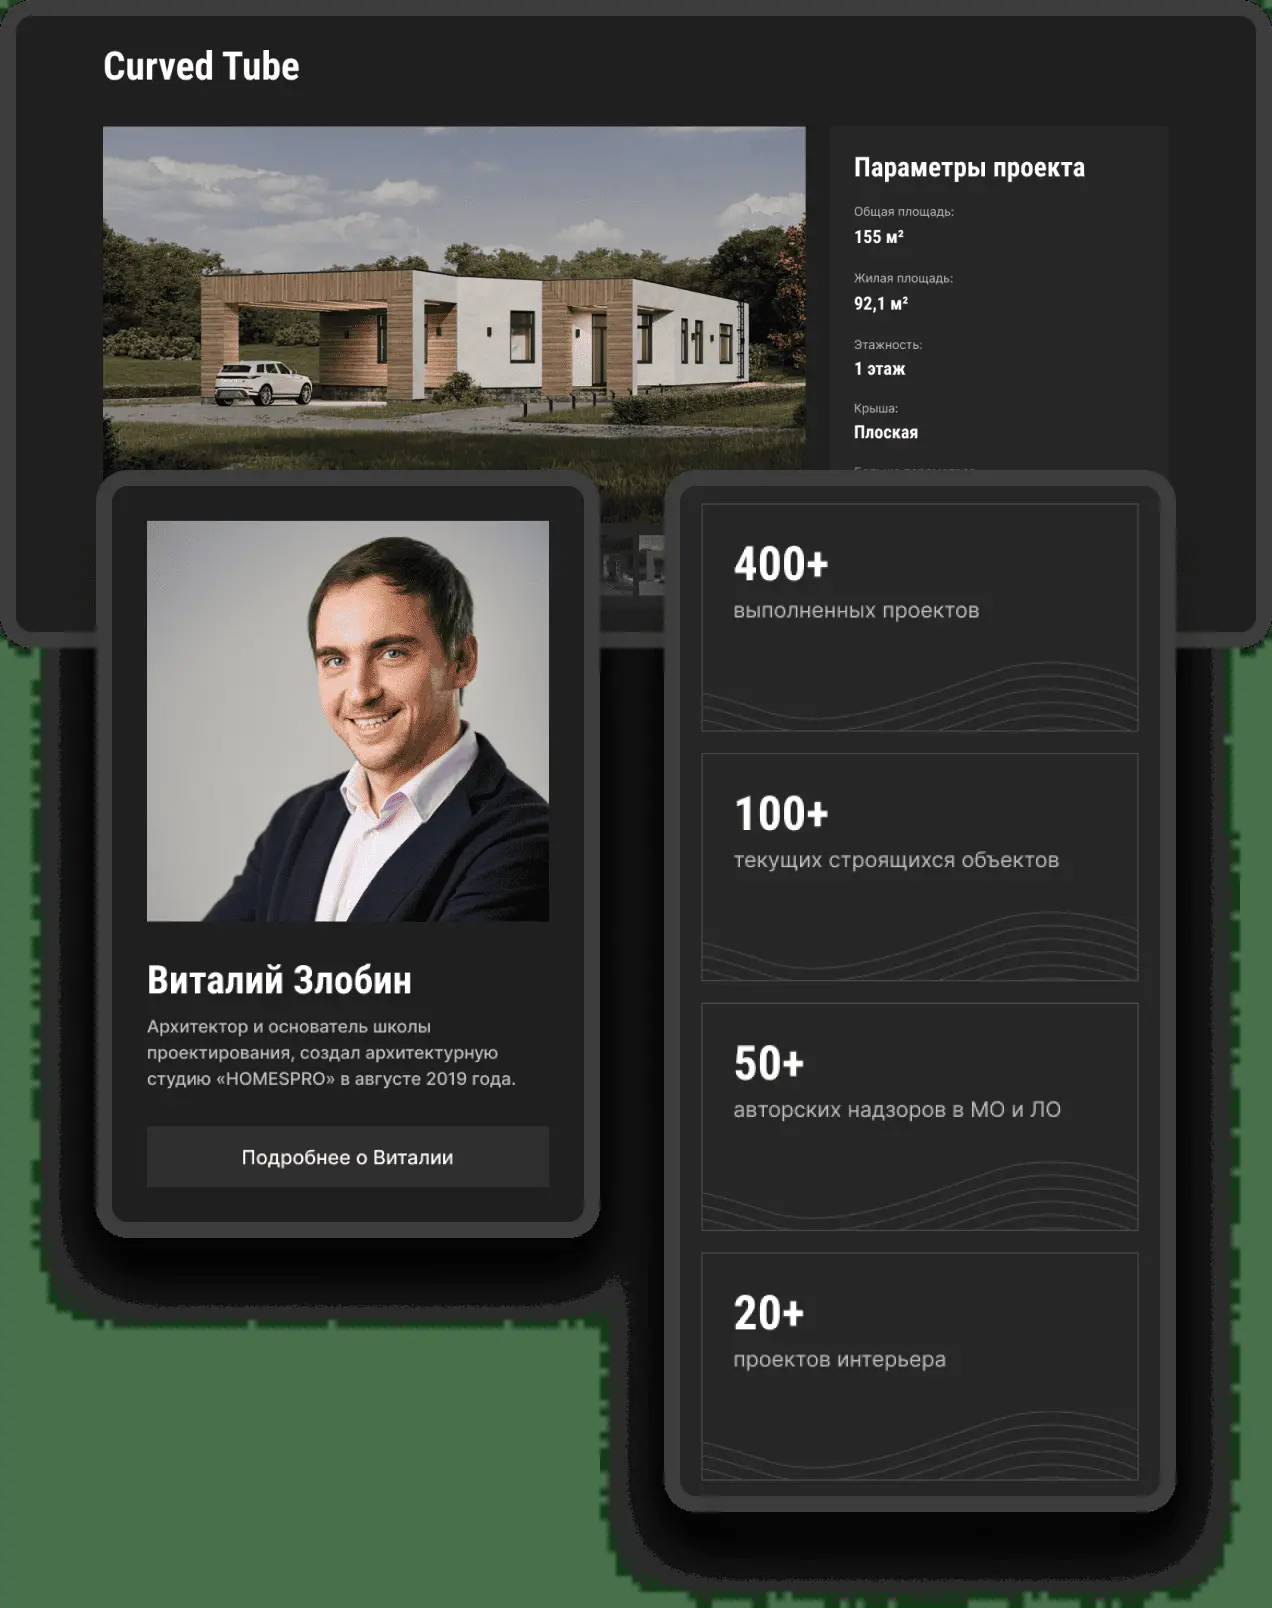 Curved Tube
Параметры проекта
Общая площадь:
155 м²
Жилая площадь:
92,1 м²
Этажность:
1 этаж
Крыша:
Плоская
Виталий Злобин
Архитектор и основатель школы
проектирования, создал архитектурную
студию «HOMESPRO» в августе 2019 года.
Подробнее о Виталии
400+
выполненных проектов
100+
текущих строящихся объектов
50+
авторских надзоров в МО и ЛО
20+
проектов интерьера